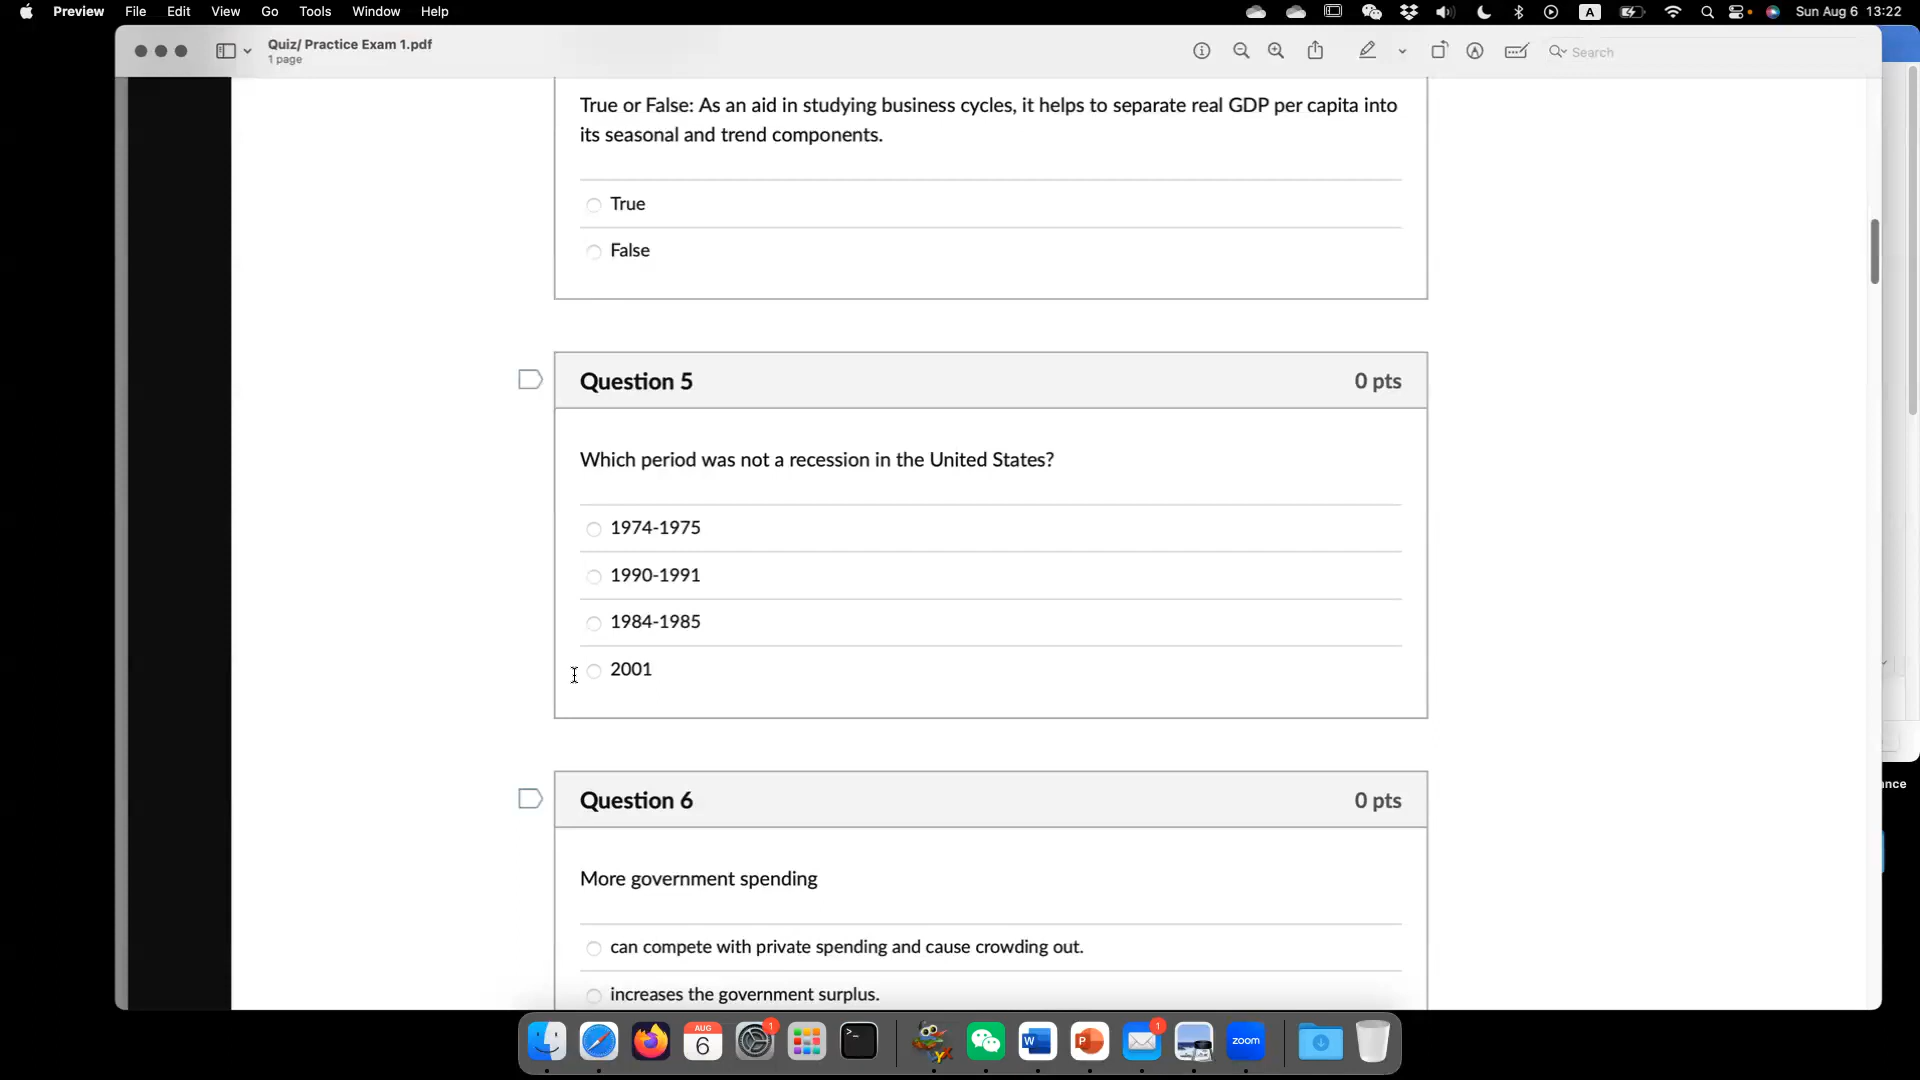 Preview File Edit View Go Tools Window Help
A
Sun Aug 6 13:22
Quiz/ Practice Exam 1.pdf
1 page
Search
True or False: As an aid in studying business cycles, it helps to separate real GDP per capita into
its seasonal and trend components.
True
False
Question 5 0 pts
Which period was not a recession in the United States?
1974-1975
1990-1991
1984-1985
2001
Question 6 0 pts
More government spending
can compete with private spending and cause crowding out.
increases the government surplus.
nce
AUG
6
1
>_
W
P
1
zoom